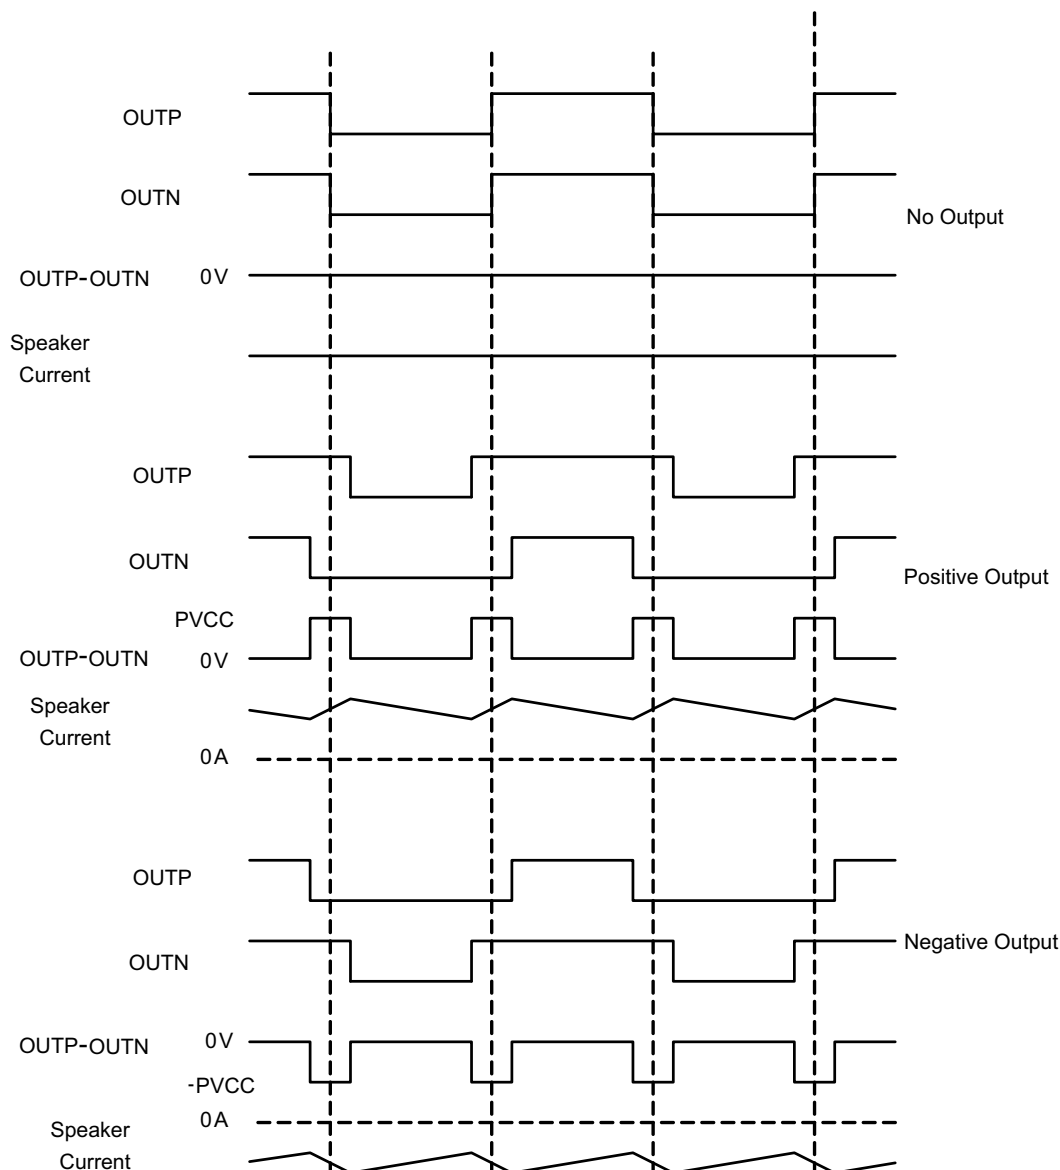 OUTP
OUTN
No Output
OUTP-OUTN 0V
Speaker
Current
OUTP
OUTN
Positive Output
PVCC
OUTP-OUTN 0V
Speaker
Current
0A
OUTP
OUTN
Negative Output
OUTP-OUTN 0V
-PVCC
0A
Speaker
Current